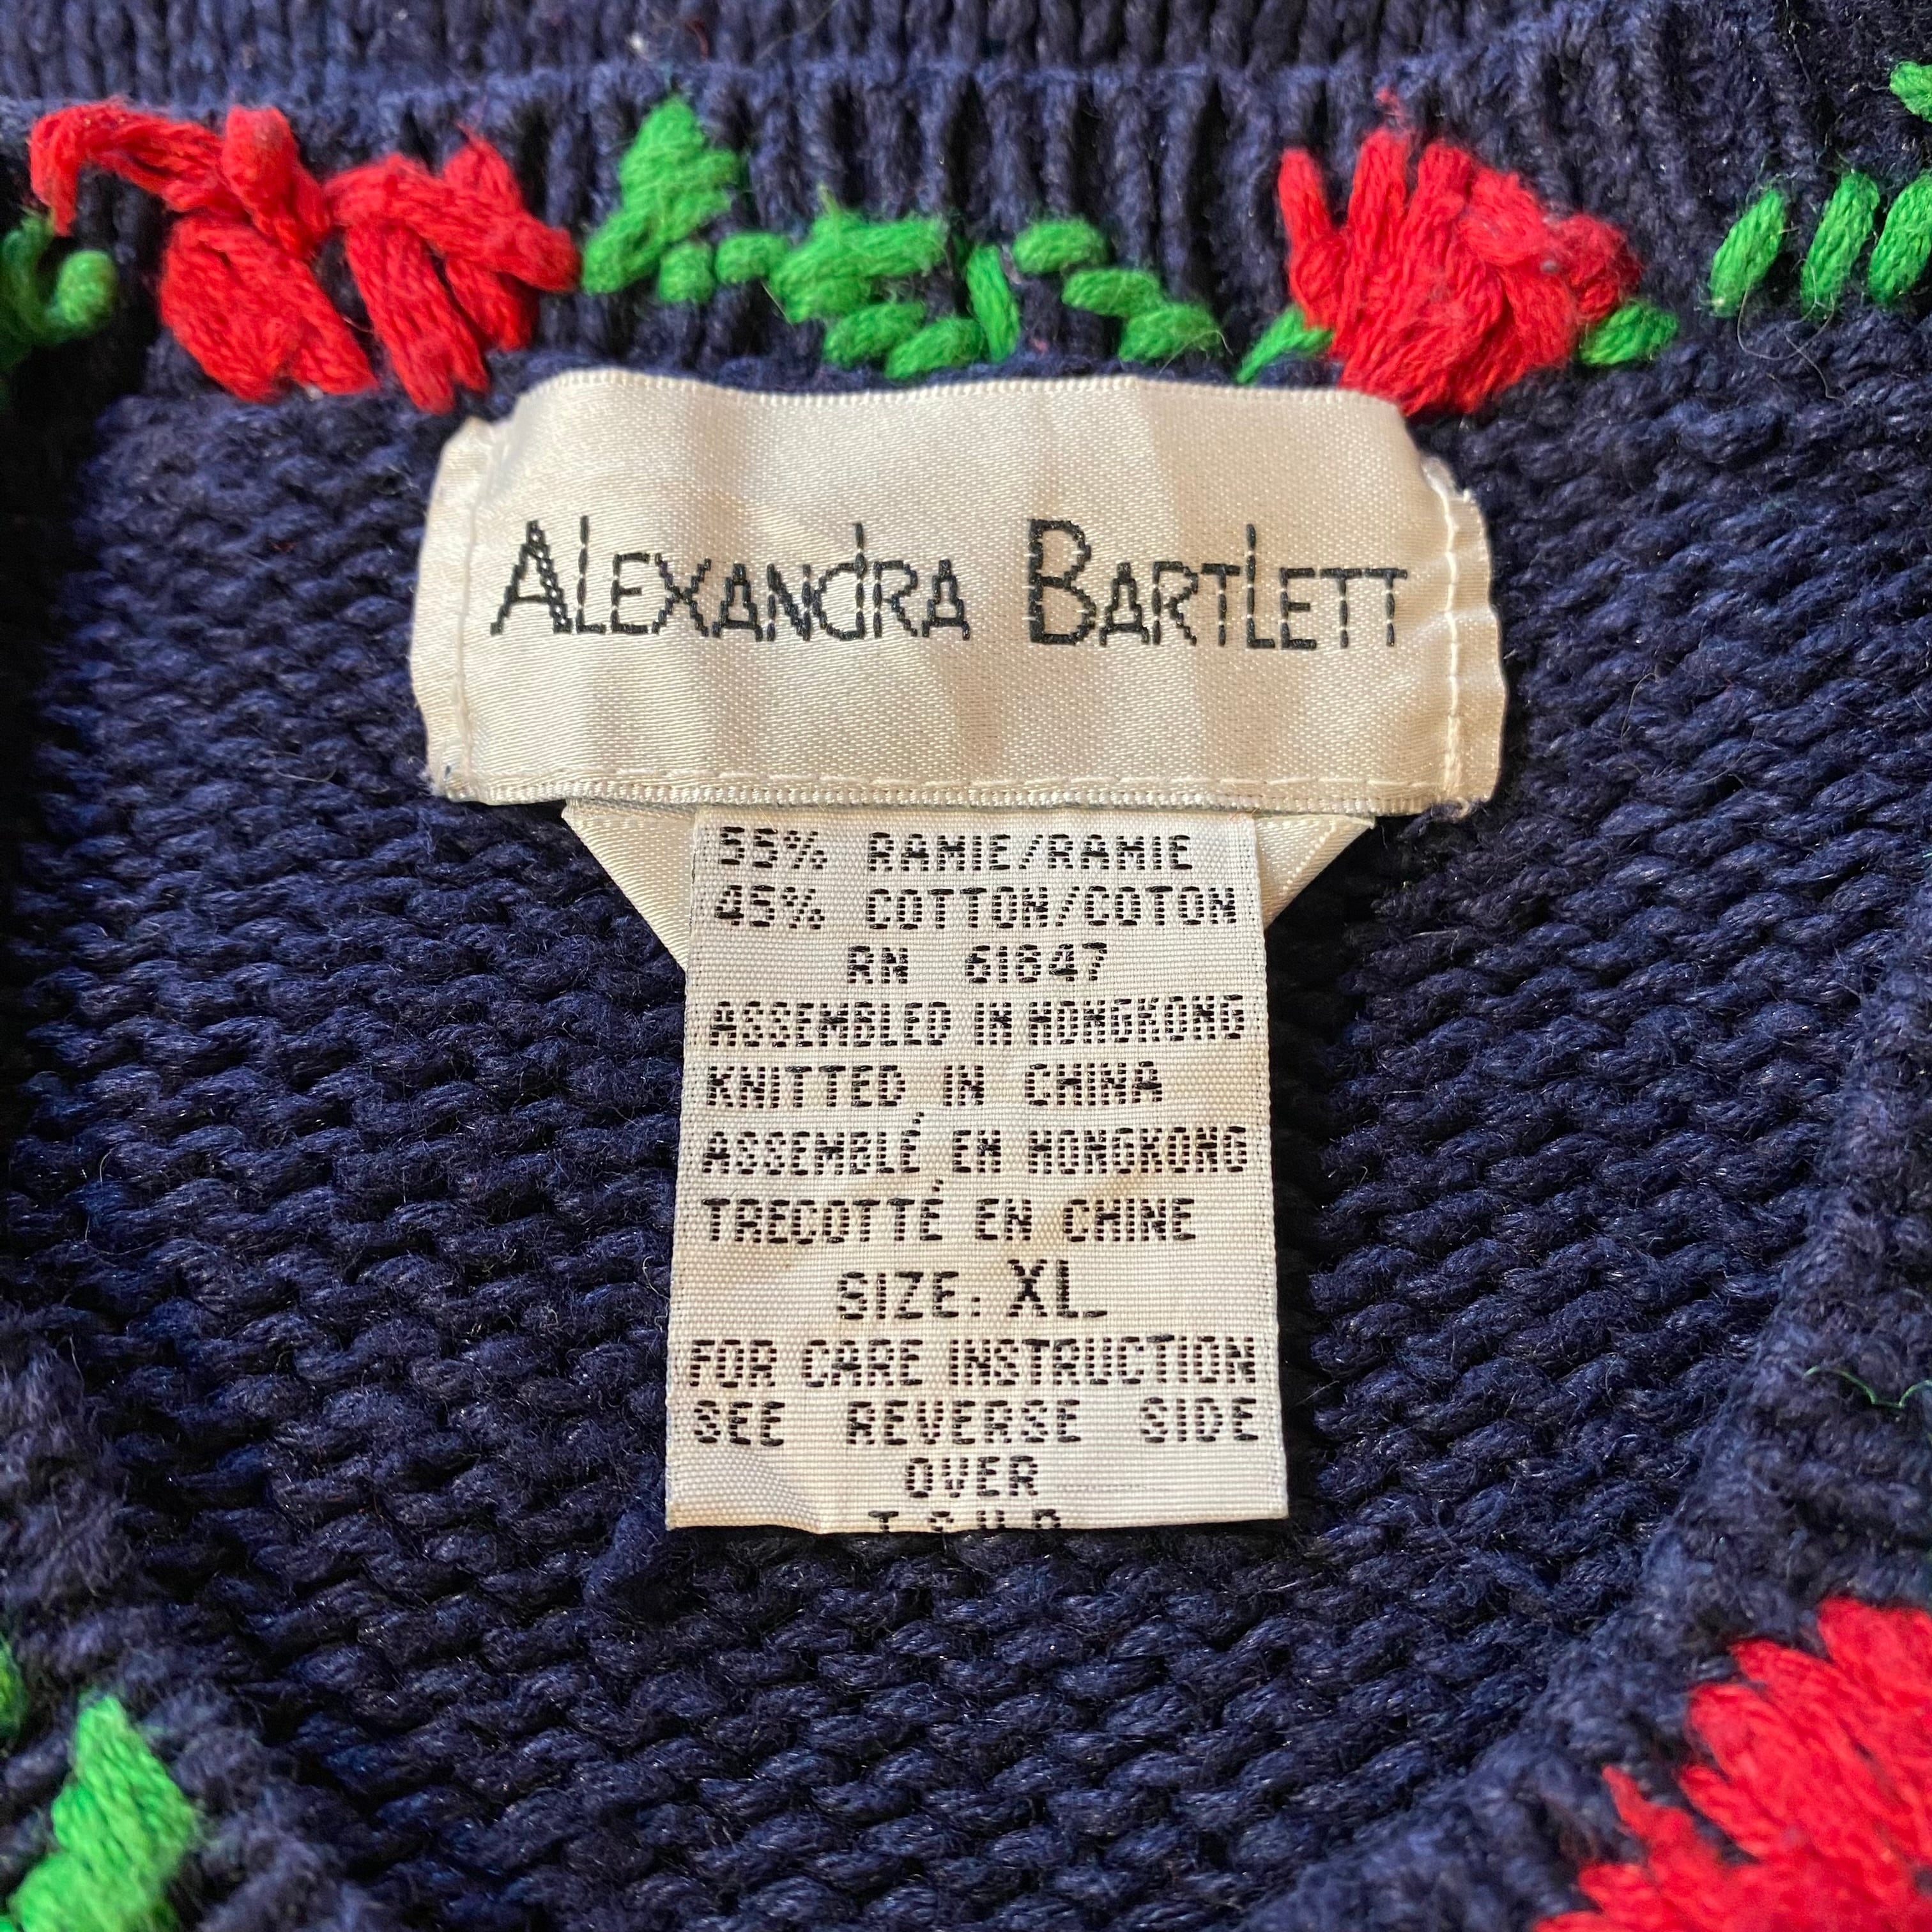 ALEXANdRA BARTLETT
55% RAMIE/RAMIE
45% COTTON/COTON
RN 61647
ASSEMBLED IN HONGKONG
KNITTED IN CHINA
ASSEMBLÉ EN HONGKONG
TRECOTTÉ EN CHINE
SIZE: XL
FOR CARE INSTRUCTION
SEE REVERSE SIDE
OVER